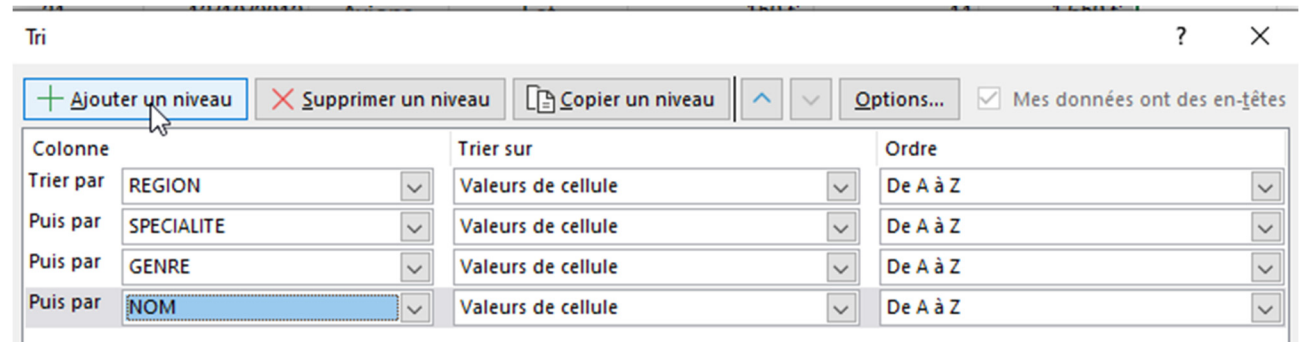 Tri ?
Ajouter un niveau Supprimer un niveau Copier un niveau Options... Mes données ont des en-têtes
Colonne Trier sur Ordre
Trier par REGION Valeurs de cellule De A à Z
Puis par SPECIALITE Valeurs de cellule De A à Z
Puis par GENRE Valeurs de cellule De A à Z
Puis par NOM Valeurs de cellule De A à Z